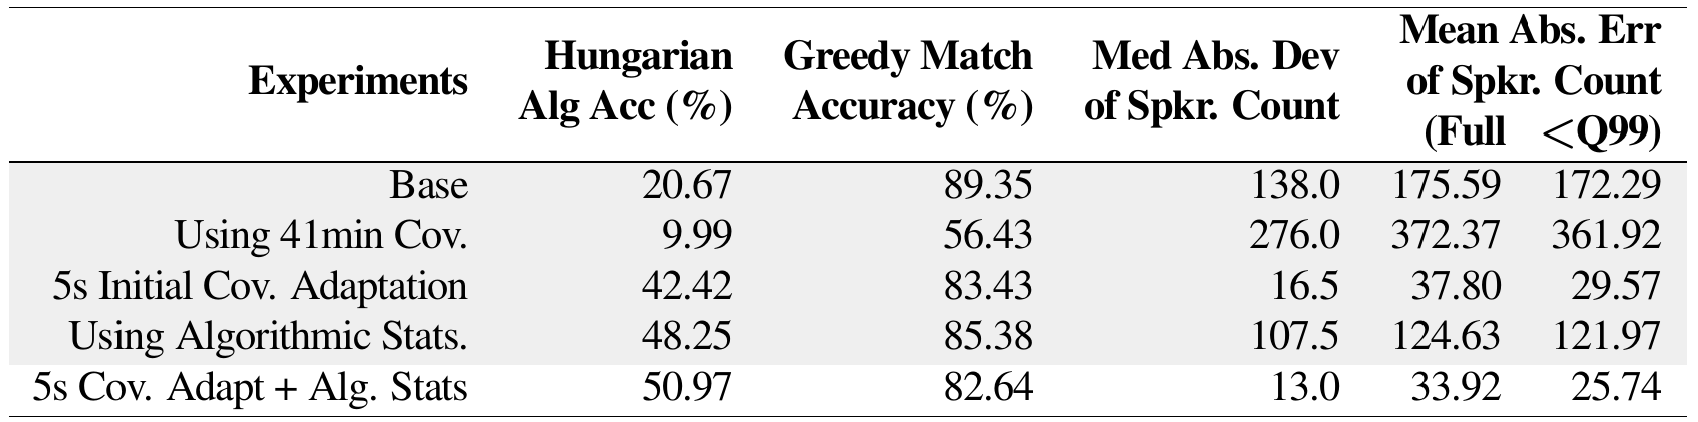 Experiments Hungarian Alg Acc (%) Greedy Match Accuracy (%) Med Abs. Dev of Spkr. Count Mean Abs. Err of Spkr. Count (Full <Q99)
Base 20.67 89.35 138.0 175.59 172.29
Using 41min Cov. 9.99 56.43 276.0 372.37 361.92
5s Initial Cov. Adaptation 42.42 83.43 16.5 37.80 29.57
Using Algorithmic Stats. 48.25 85.38 107.5 124.63 121.97
5s Cov. Adapt + Alg. Stats 50.97 82.64 13.0 33.92 25.74